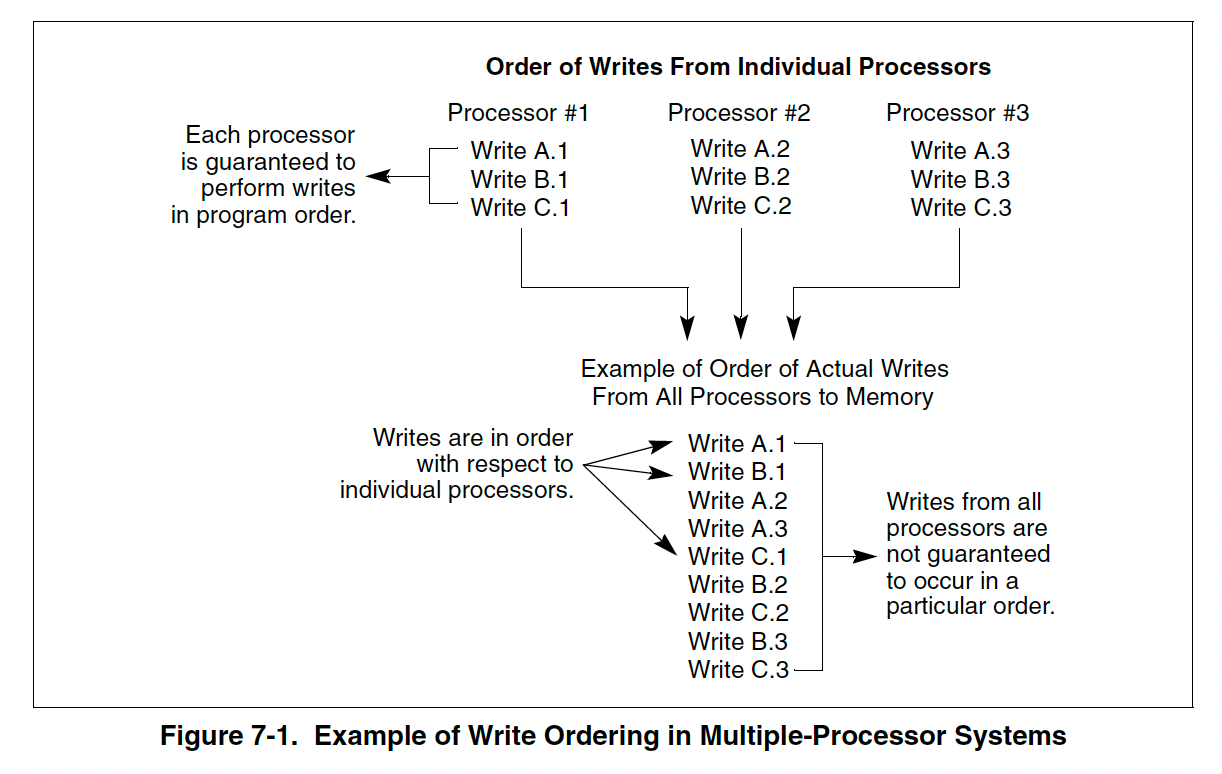 Order of Writes From Individual Processors
Processor #1
Processor #2
Processor #3
Each processor
is guaranteed to
perform writes
in program order.
Write A.1
Write B.1
Write C.1
Write A.2
Write B.2
Write C.2
Write A.3
Write B.3
Write C.3
Example of Order of Actual Writes
From All Processors to Memory
Writes are in order
with respect to
individual processors.
Write A.1
Write B.1
Write A.2
Write A.3
Write C.1
Write B.2
Write C.2
Write B.3
Write C.3
Writes from all
processors are
not guaranteed
to occur in a
particular order.
Figure 7-1. Example of Write Ordering in Multiple-Processor Systems